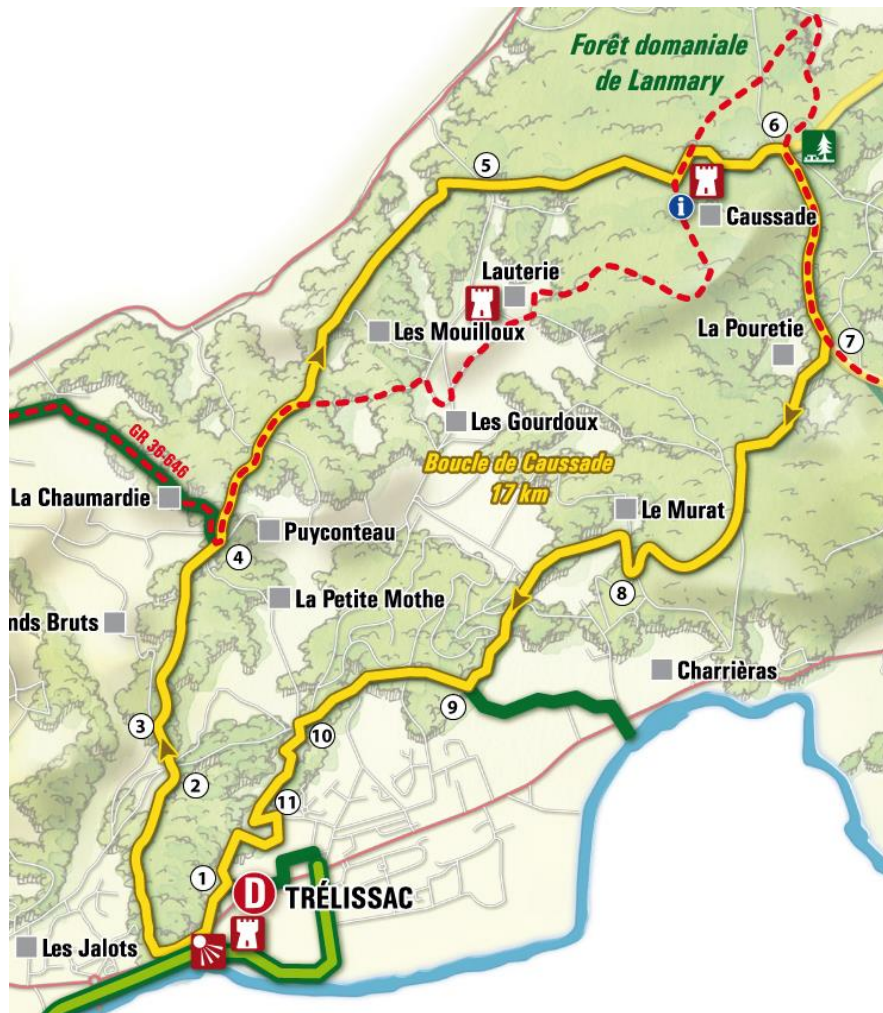 Forêt domaniale
de Lanmary
6
5
i
Caussade
Lauterie
Les Mouilloux
La Pouretie
7
Les Gourdoux
GR 36-646
Boucle de Caussade
17 km
La Chaumardie
Le Murat
Puyconteau
4
La Petite Mothe
8
nds Bruts
Charrièras
9
3
10
2
11
1
D
TRÉLISSAC
Les Jalots